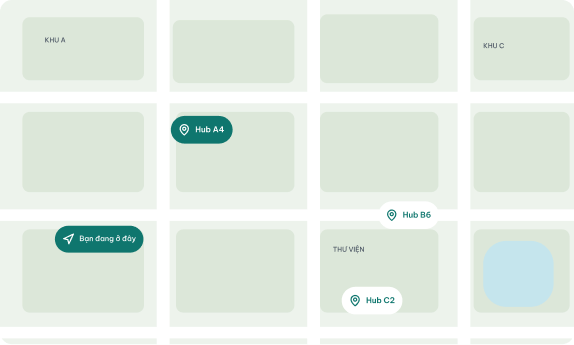 KHU A
KHU C
Hub A4
Hub B6
Bạn đang ở đây
THƯ VIỆN
Hub C2